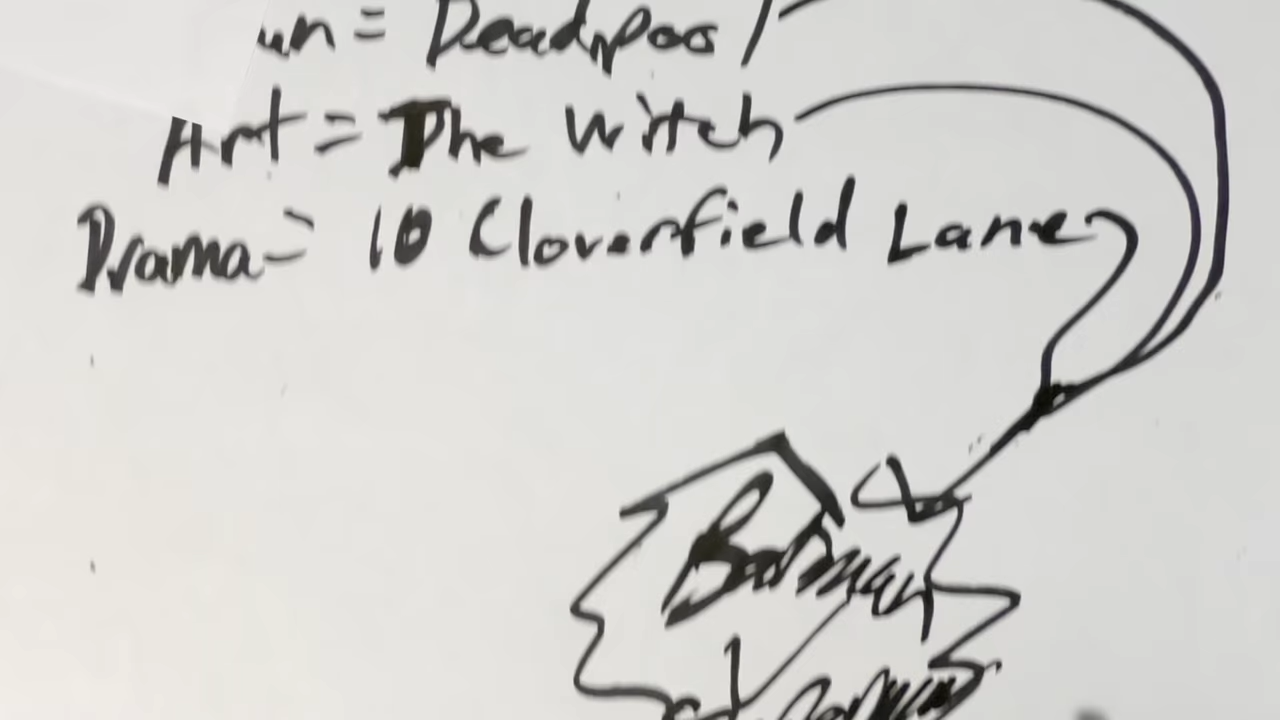 un = Deadpool
Art = The Witch
Drama = 10 Cloverfield Lane
Batman
V